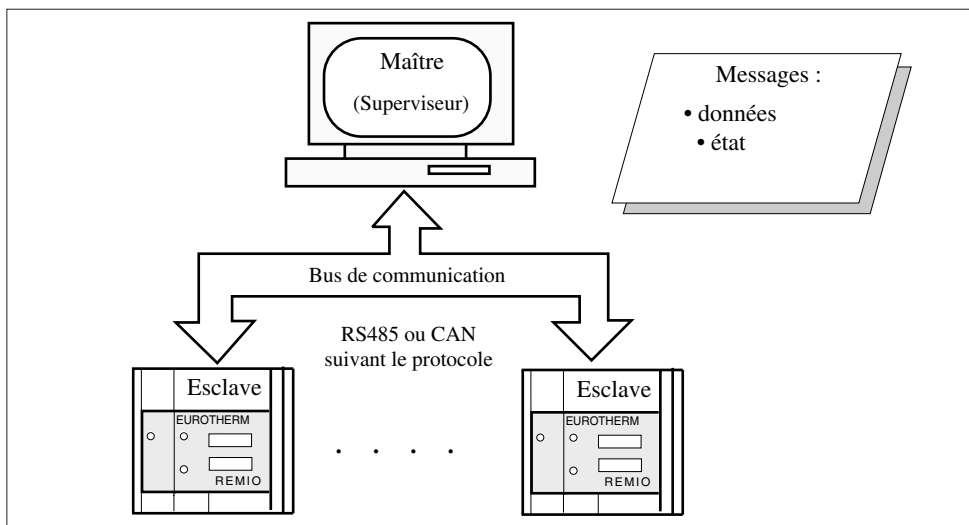 Maître
(Superviseur)
Messages :
• données
• état
Bus de communication
RS485 ou CAN
suivant le protocole
Esclave
EUROTHERM
REMIO
. . . .
Esclave
EUROTHERM
REMIO